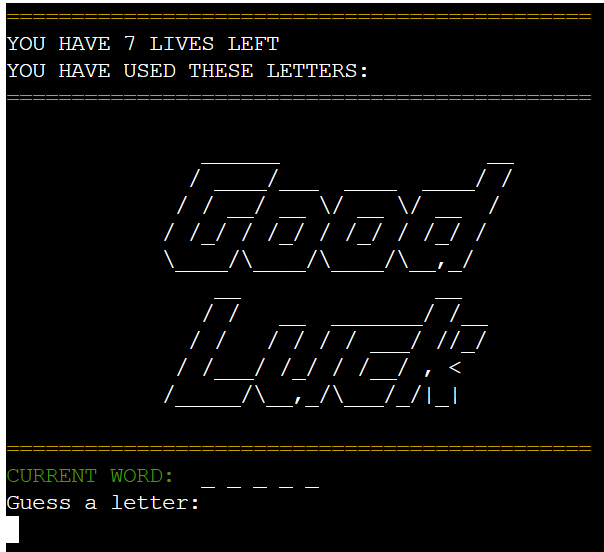 YOU HAVE 7 LIVES LEFT
YOU HAVE USED THESE LETTERS:
Good
Luck
CURRENT WORD: _ _ _ _ _
Guess a letter: